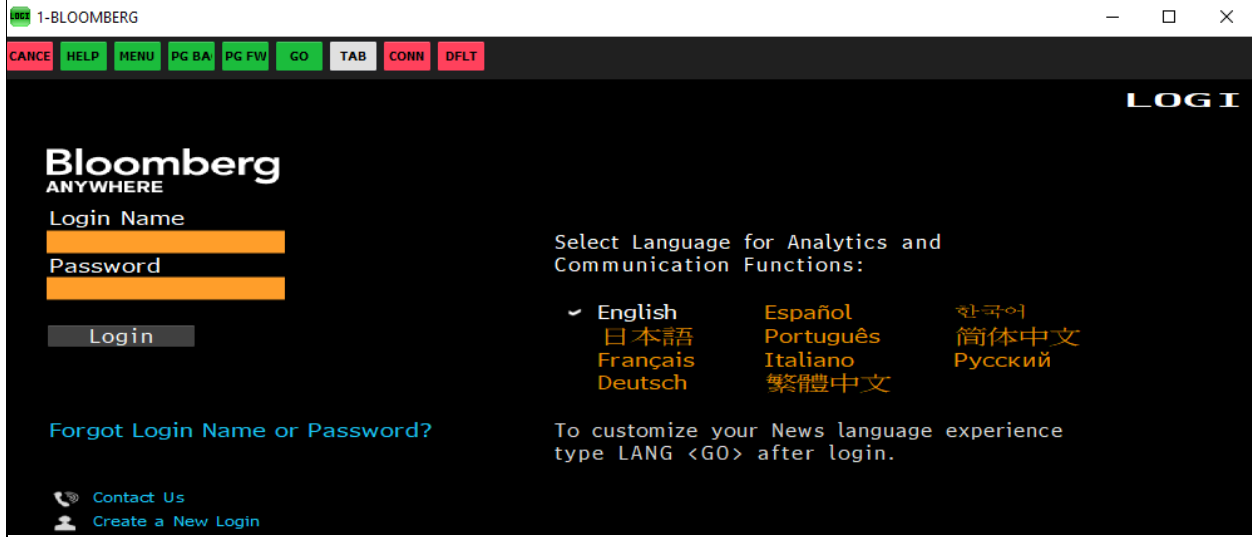 LOGI 1-BLOOMBERG
CANCE HELP MENU PG BA PG FW GO TAB CONN DFLT
LOGI
Bloomberg
ANYWHERE
Login Name
Password
Login
Forgot Login Name or Password?
Contact Us
Create a New Login
Select Language for Analytics and
Communication Functions:
English Español 한국어
日本語 Português 简体中文
Français Italiano Русский
Deutsch 繁體中文
To customize your News language experience
type LANG <GO> after login.